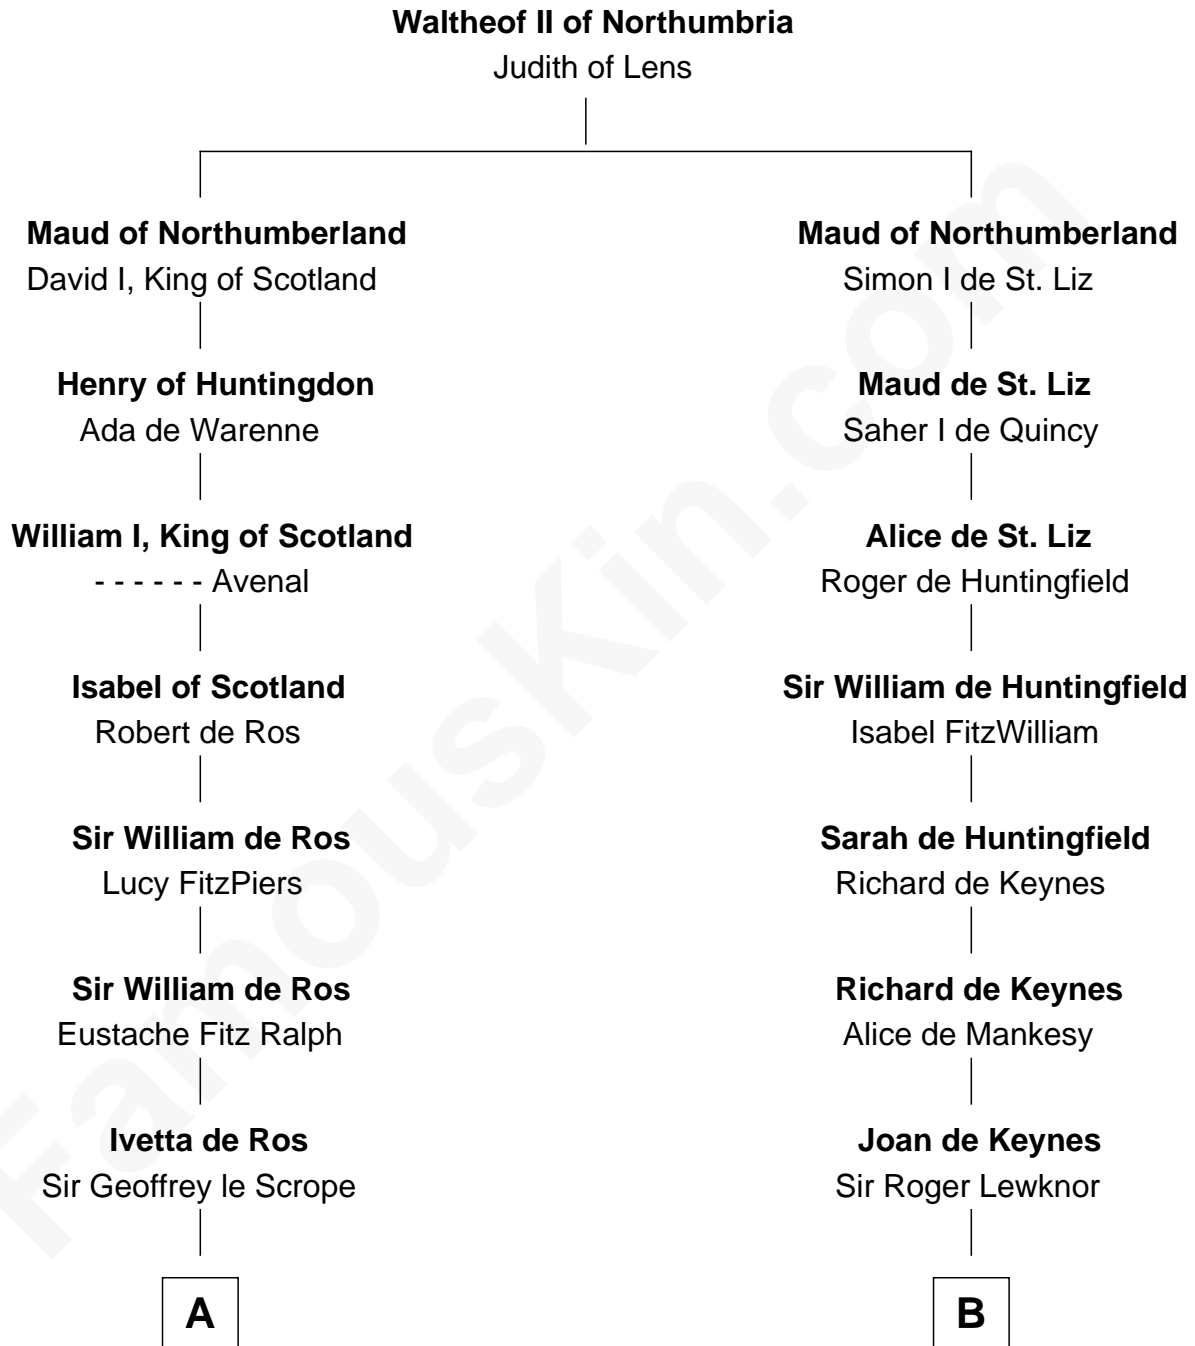 Waltheof II of Northumbria
Judith of Lens
Maud of Northumberland
David I, King of Scotland
Henry of Huntingdon
Ada de Warenne
William I, King of Scotland
- - - - - - Avenal
Isabel of Scotland
Robert de Ros
Sir William de Ros
Lucy FitzPiers
Sir William de Ros
Eustache Fitz Ralph
Ivetta de Ros
Sir Geoffrey le Scrope
A
Maud of Northumberland
Simon I de St. Liz
Maud de St. Liz
Saher I de Quincy
Alice de St. Liz
Roger de Huntingfield
Sir William de Huntingfield
Isabel FitzWilliam
Sarah de Huntingfield
Richard de Keynes
Richard de Keynes
Alice de Mankesy
Joan de Keynes
Sir Roger Lewknor
B
FamousKin.com